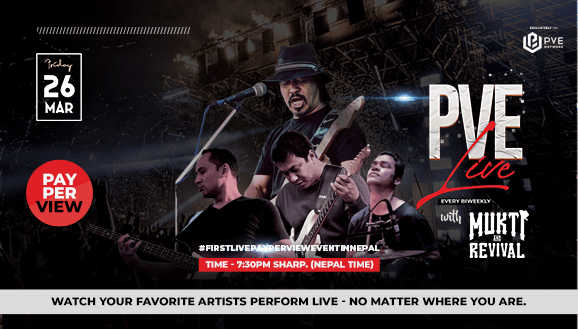 EXCLUSIVELY ON
PVE
NETWORK
Friday
26
MAR
PAY
PER
VIEW
PVE
Live
EVERY BIWEEKLY
with
MUKTI
AND
REVIVAL
#FIRSTLIVEPAYPERVIEWEVENTINNEPAL
TIME - 7:30PM SHARP. (NEPAL TIME)
WATCH YOUR FAVORITE ARTISTS PERFORM LIVE - NO MATTER WHERE YOU ARE.